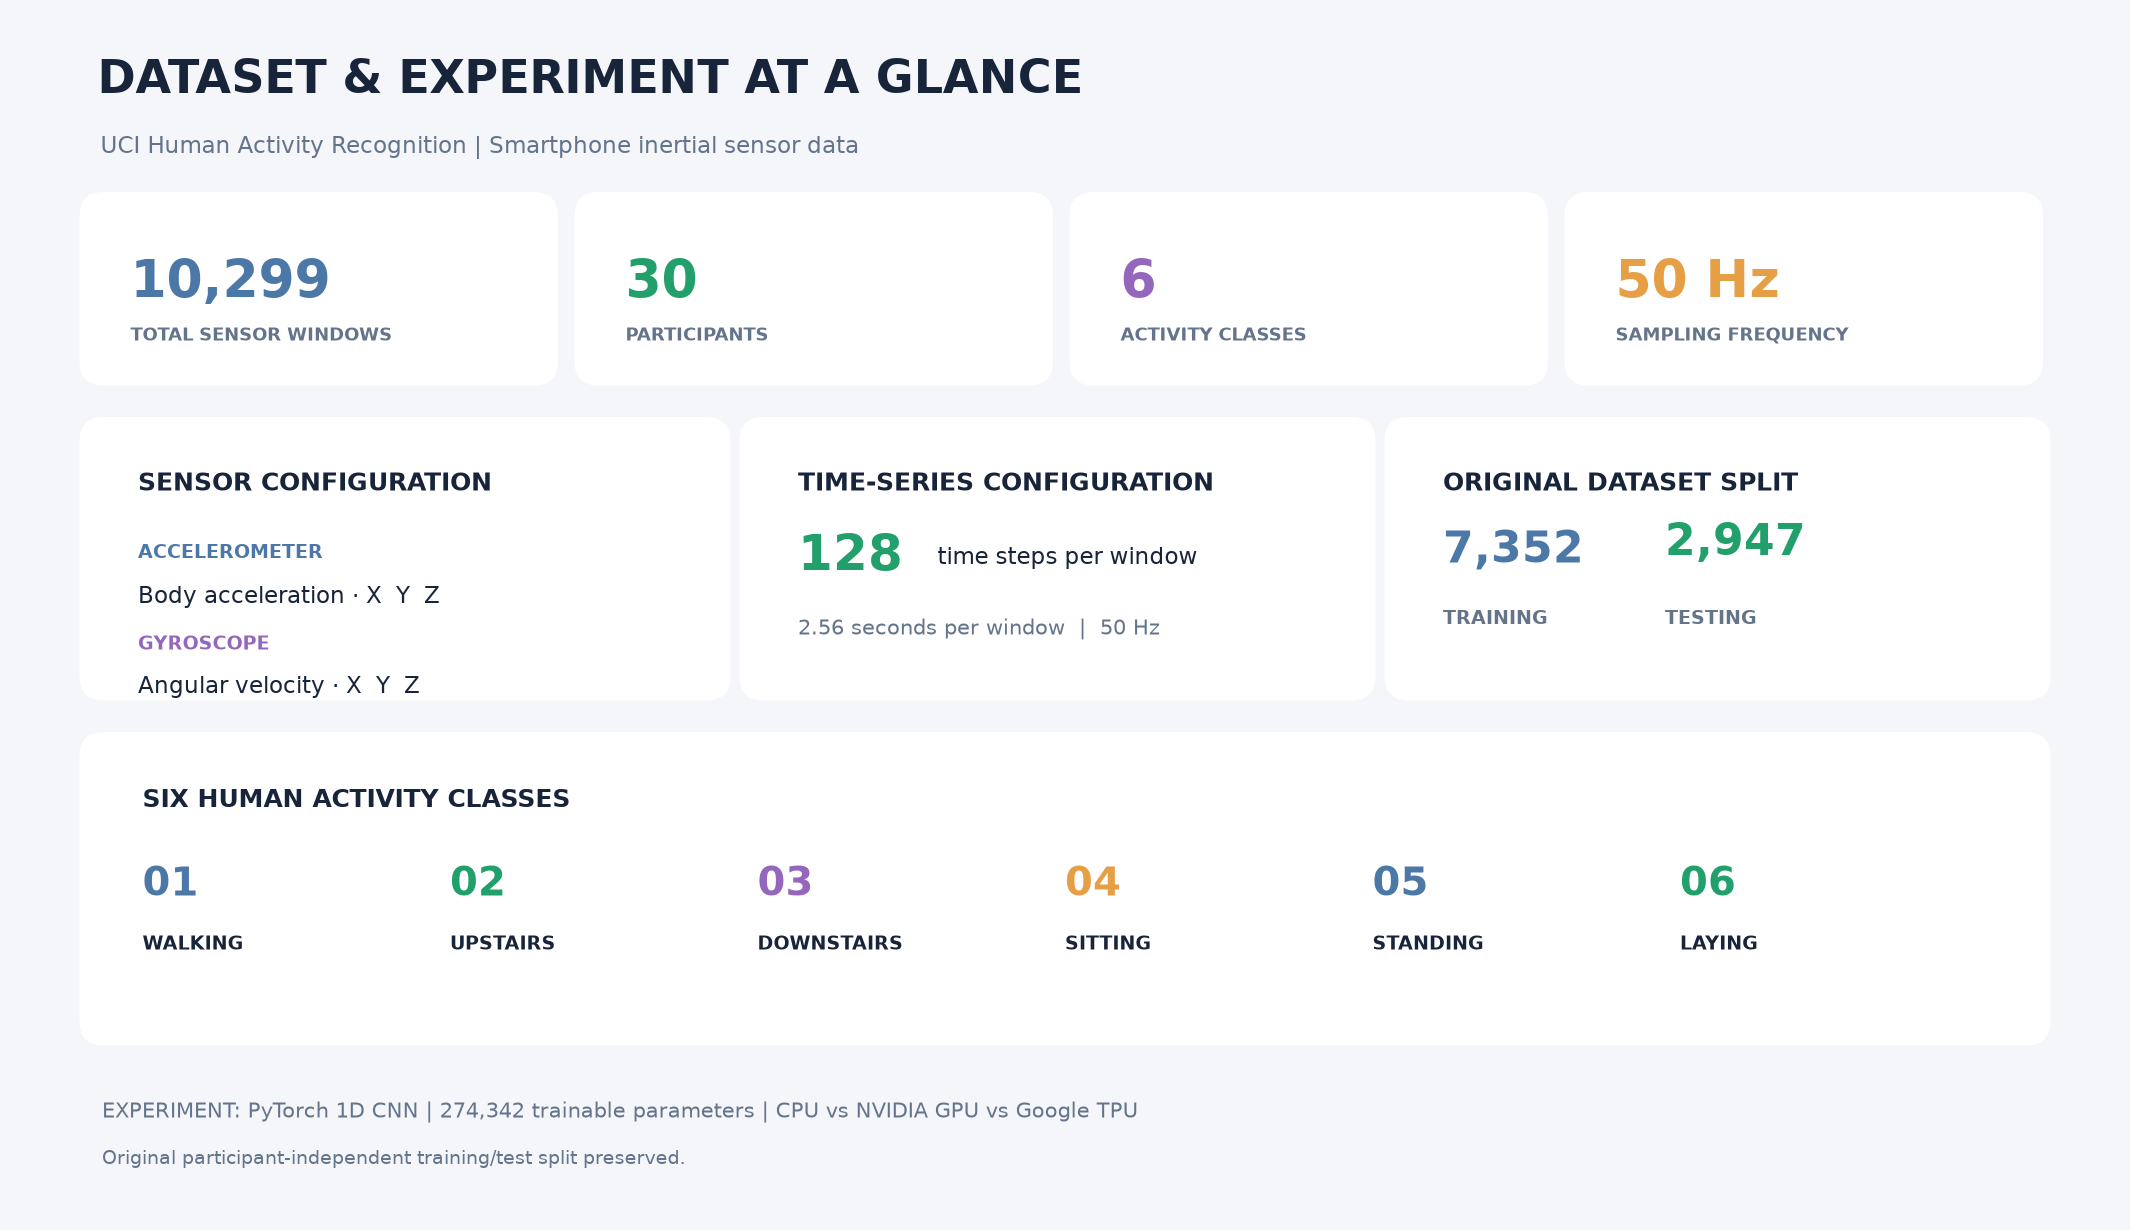 DATASET & EXPERIMENT AT A GLANCE
UCI Human Activity Recognition | Smartphone inertial sensor data
10,299
TOTAL SENSOR WINDOWS
30
PARTICIPANTS
6
ACTIVITY CLASSES
50 Hz
SAMPLING FREQUENCY
SENSOR CONFIGURATION
ACCELEROMETER
Body acceleration · X Y Z
GYROSCOPE
Angular velocity · X Y Z
TIME-SERIES CONFIGURATION
128 time steps per window
2.56 seconds per window | 50 Hz
ORIGINAL DATASET SPLIT
7,352
TRAINING
2,947
TESTING
SIX HUMAN ACTIVITY CLASSES
01
WALKING
02
UPSTAIRS
03
DOWNSTAIRS
04
SITTING
05
STANDING
06
LAYING
EXPERIMENT: PyTorch 1D CNN | 274,342 trainable parameters | CPU vs NVIDIA GPU vs Google TPU
Original participant-independent training/test split preserved.